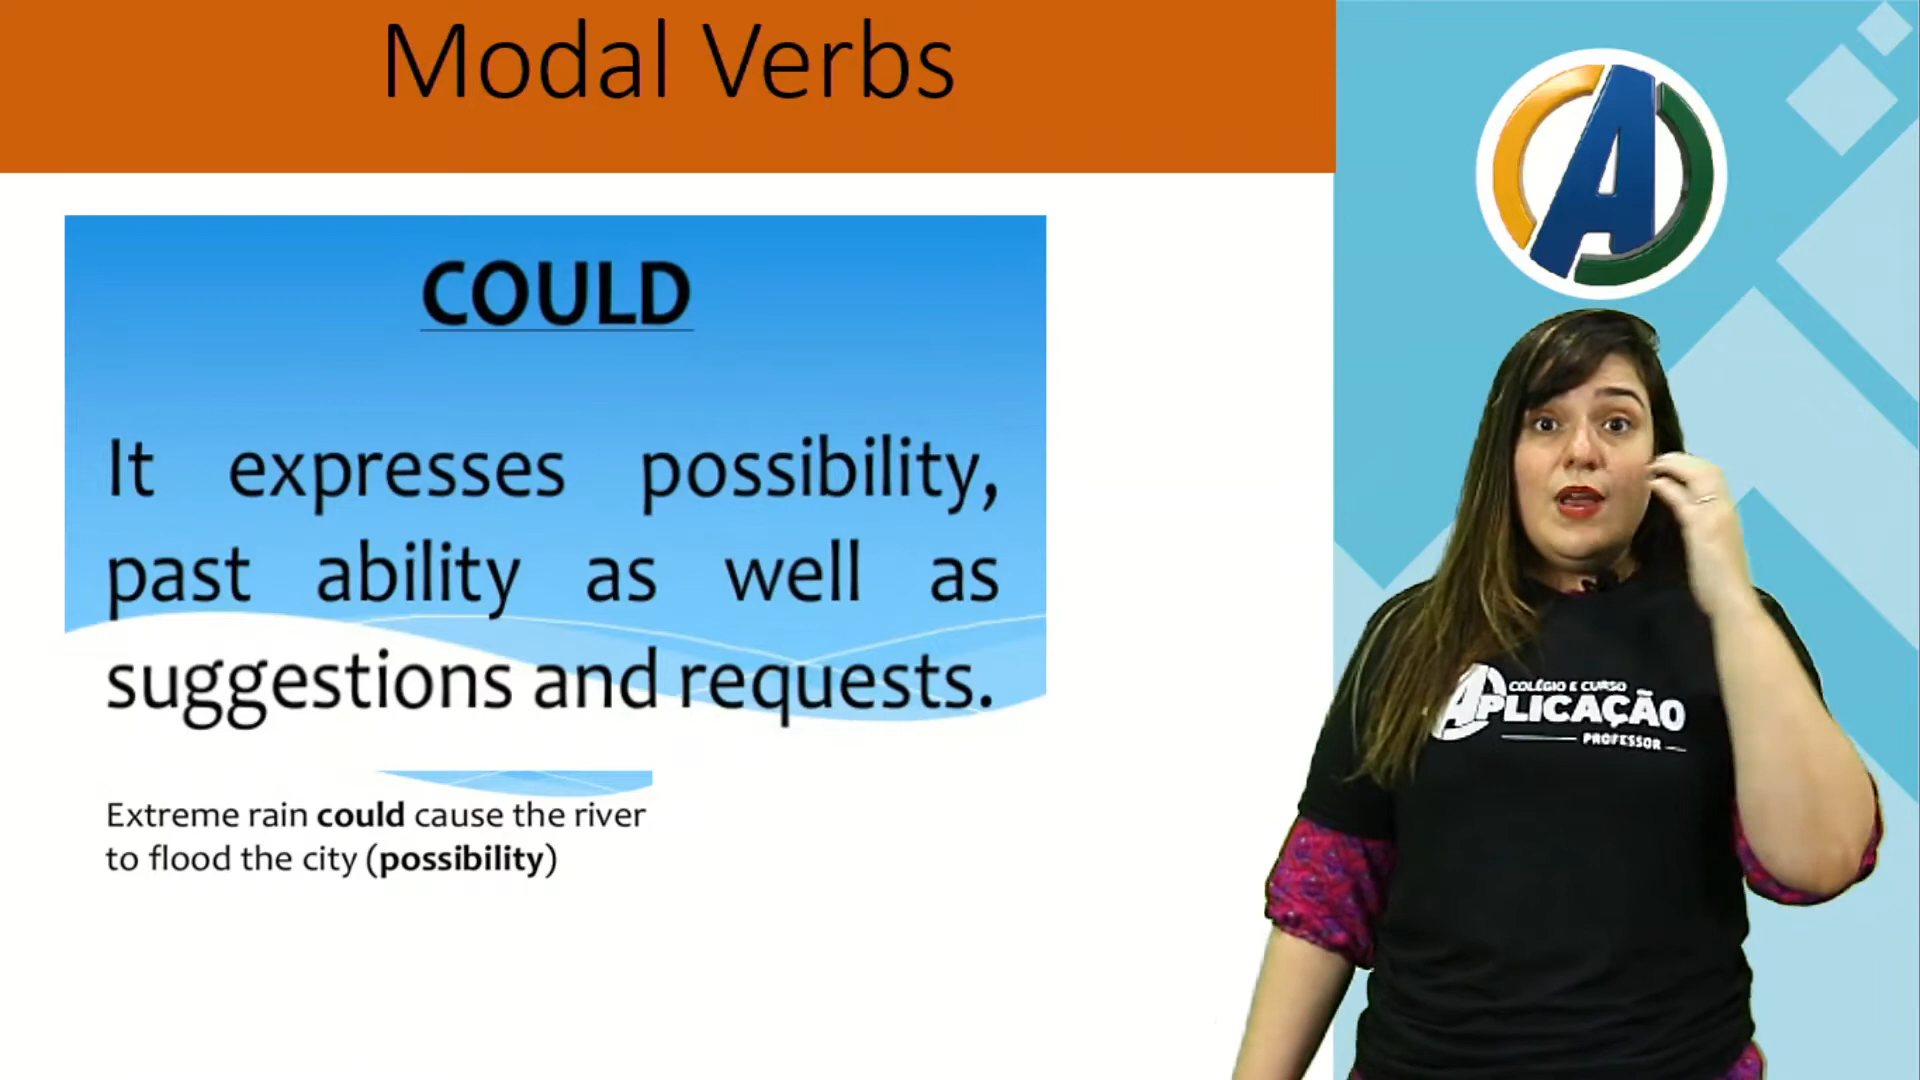 Modal Verbs
COULD
It expresses possibility,
past ability as well as
suggestions and requests.
Extreme rain could cause the river
to flood the city (possibility)
A
COLÉGIO E CURSO
APLICAÇÃO
PROFESSOR